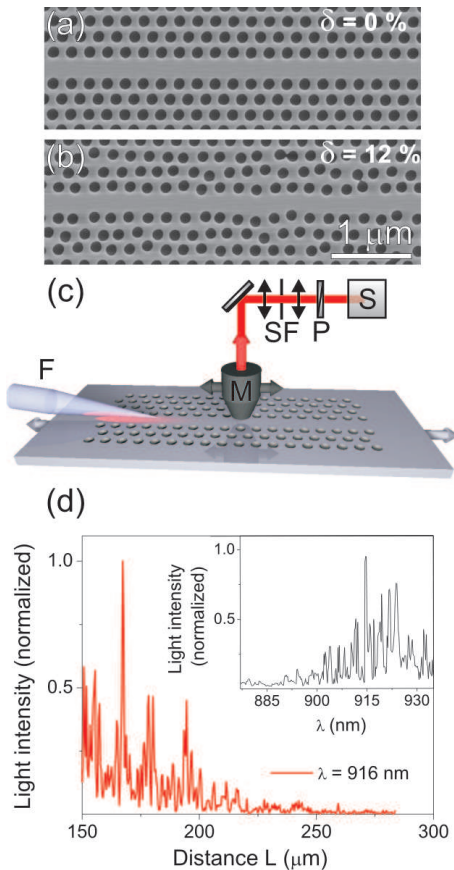 (a)
δ = 0 %
(b)
δ = 12 %
1 μm
(c)
S
SF P
F
M
(d)
Light intensity (normalized)
1.0
0.5
150 200 250 300
Distance L (μm)
Light intensity
(normalized)
1.0
0.5
885 900 915 930
λ (nm)
λ = 916 nm